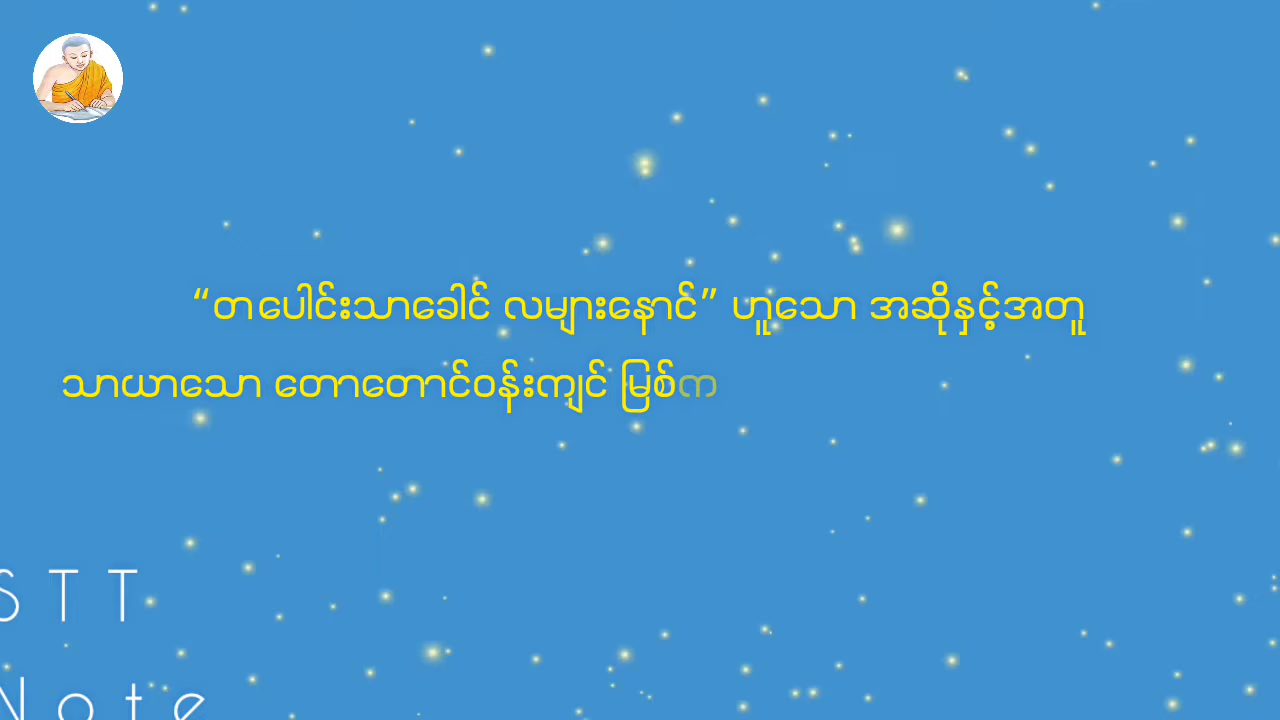 “တပေါင်းသာခေါင် လများနောင်” ဟူသော အဆိုနှင့်အတူ
သာယာသော တောတောင်ဝန်းကျင် မြစ်က
STT
Note